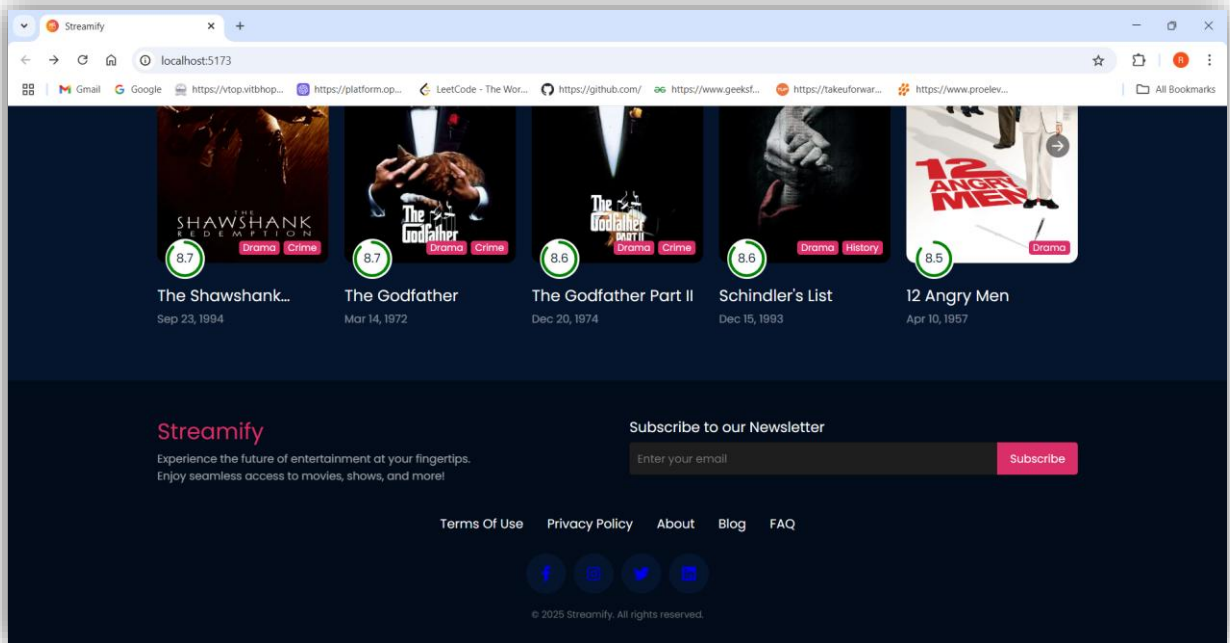 Streamify
localhost:5173
Gmail Google https://vtop.vitbhop... https://platform.op... LeetCode - The Wor... https://github.com/ https://www.geeksf... https://takeuforwar... https://www.proelev... All Bookmarks
THE
SHAWSHANK
REDEMPTION
Drama Crime
8.7
The Shawshank...
Sep 23, 1994
The
Godfather
Drama Crime
8.7
The Godfather
Mar 14, 1972
The
Godfather
PART II
Drama Crime
8.6
The Godfather Part II
Dec 20, 1974
Drama History
8.6
Schindler's List
Dec 15, 1993
12
ANGRY
MEN
Drama
8.5
12 Angry Men
Apr 10, 1957
Streamify
Experience the future of entertainment at your fingertips.
Enjoy seamless access to movies, shows, and more!
Subscribe to our Newsletter
Enter your email Subscribe
Terms Of Use Privacy Policy About Blog FAQ
© 2025 Streamify. All rights reserved.